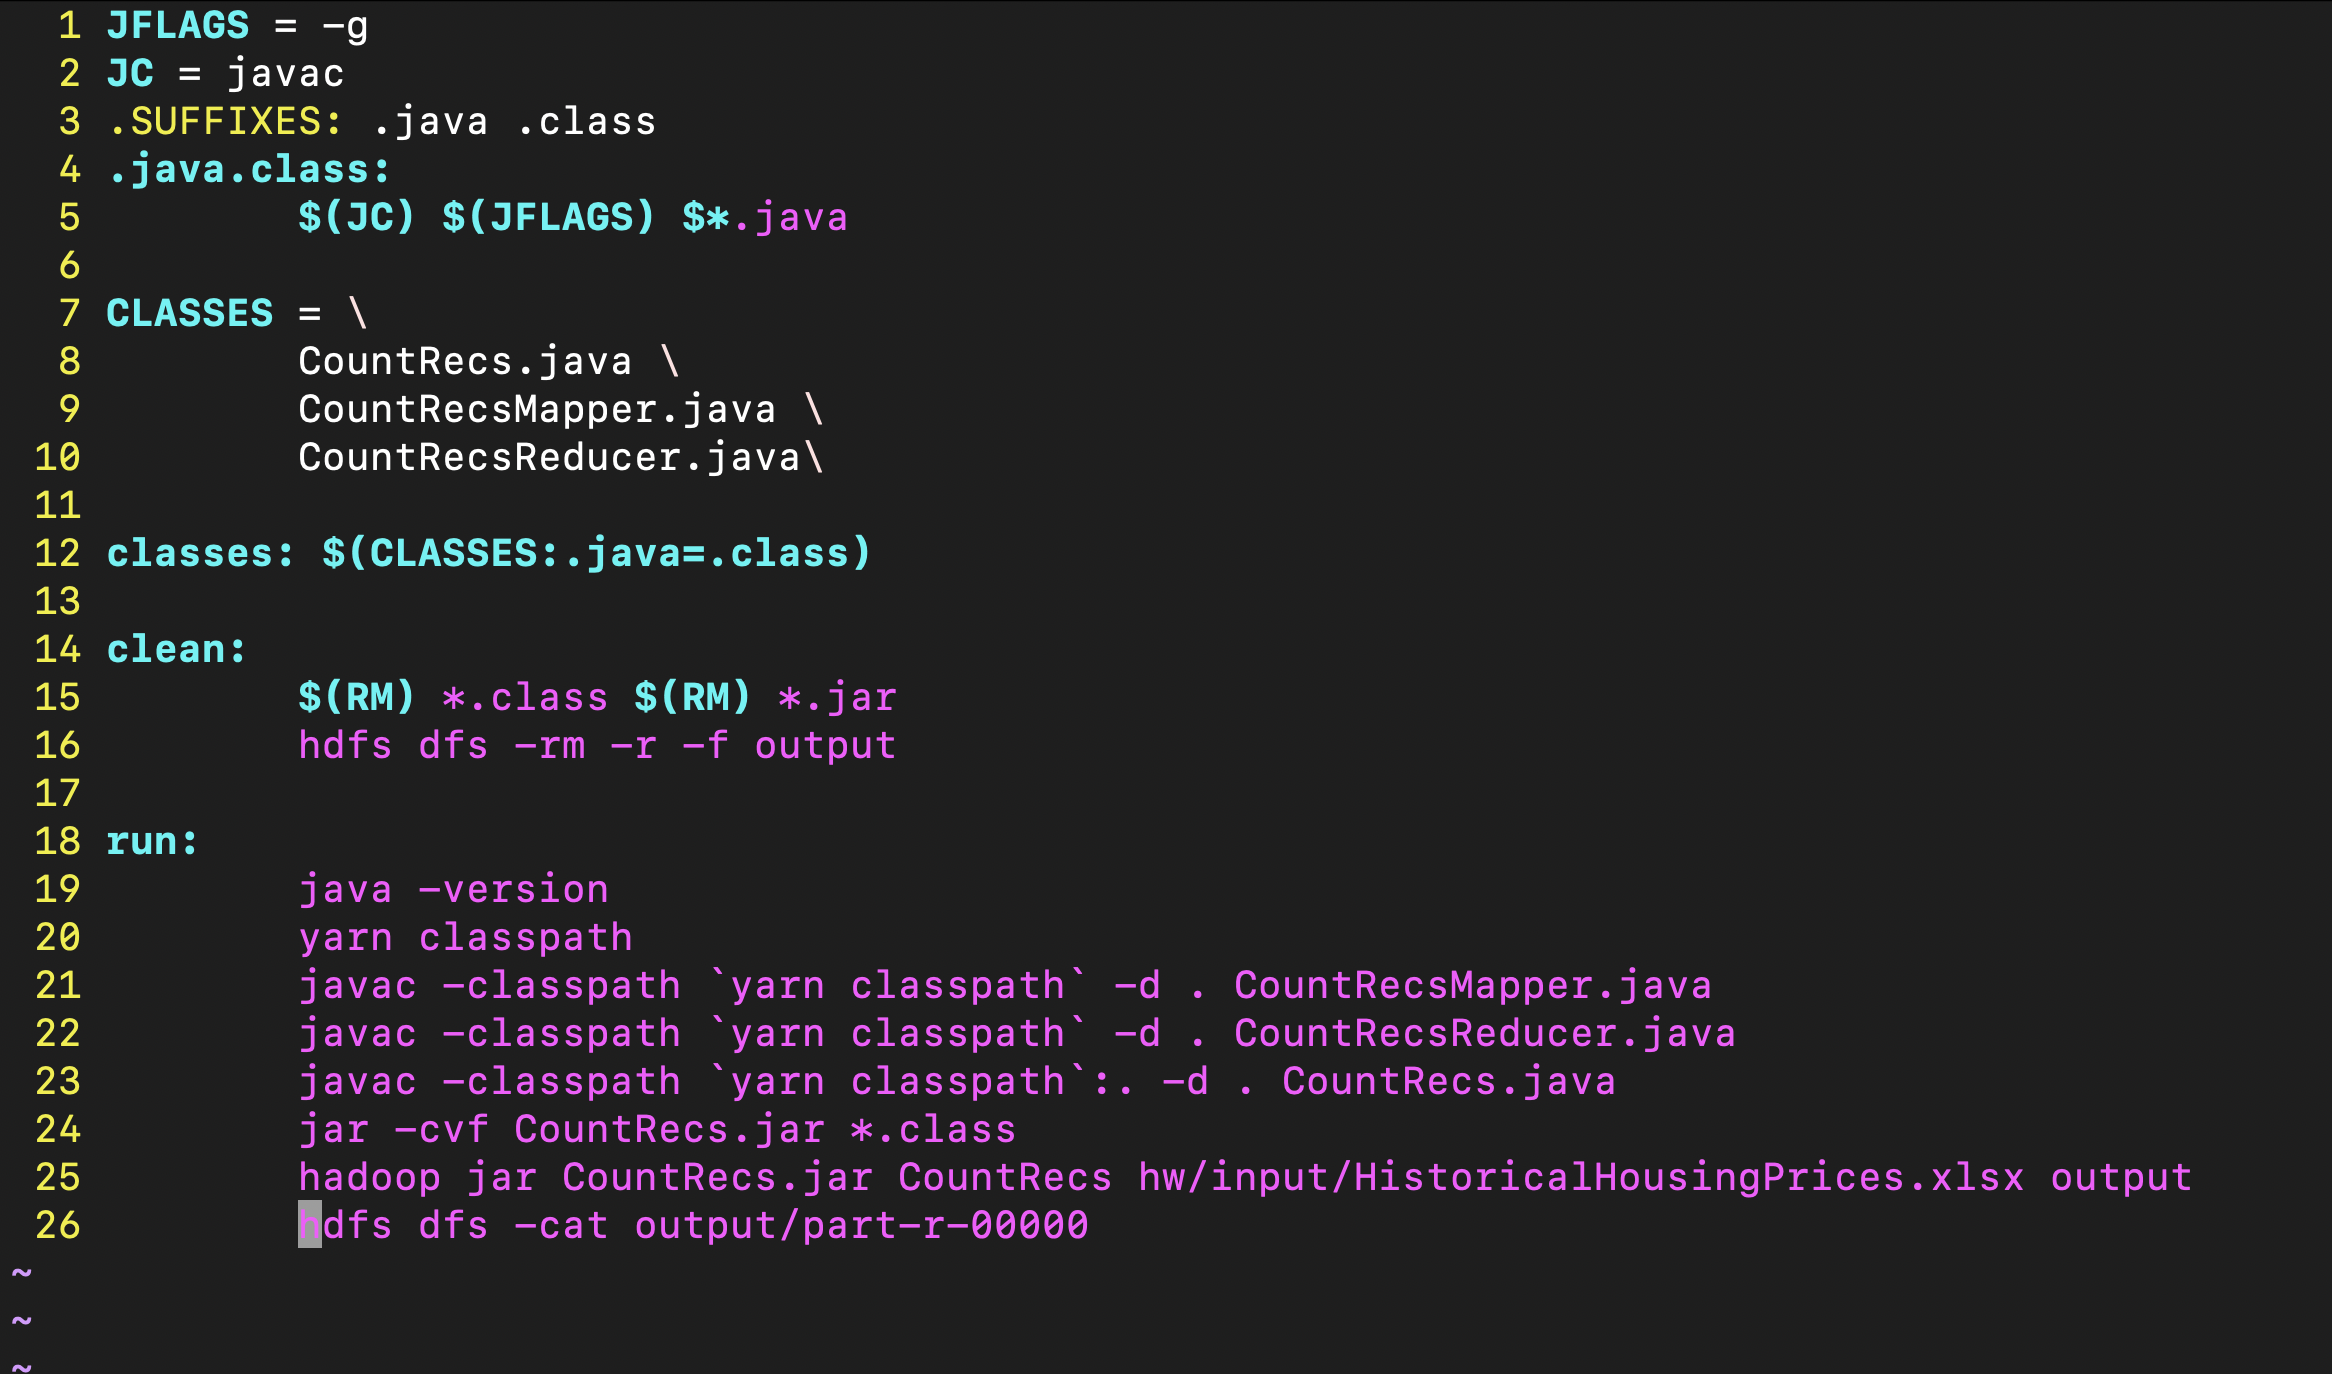 1 JFLAGS = -g
2 JC = javac
3 .SUFFIXES: .java .class
4 .java.class:
5         $(JC) $(JFLAGS) $*.java
6
7 CLASSES = \
8         CountRecs.java \
9         CountRecsMapper.java \
10         CountRecsReducer.java\
11
12 classes: $(CLASSES:.java=.class)
13
14 clean:
15         $(RM) *.class $(RM) *.jar
16         hdfs dfs -rm -r -f output
17
18 run:
19         java -version
20         yarn classpath
21         javac -classpath `yarn classpath` -d . CountRecsMapper.java
22         javac -classpath `yarn classpath` -d . CountRecsReducer.java
23         javac -classpath `yarn classpath`:. -d . CountRecs.java
24         jar -cvf CountRecs.jar *.class
25         hadoop jar CountRecs.jar CountRecs hw/input/HistoricalHousingPrices.xlsx output
26         hdfs dfs -cat output/part-r-00000
~
~
~